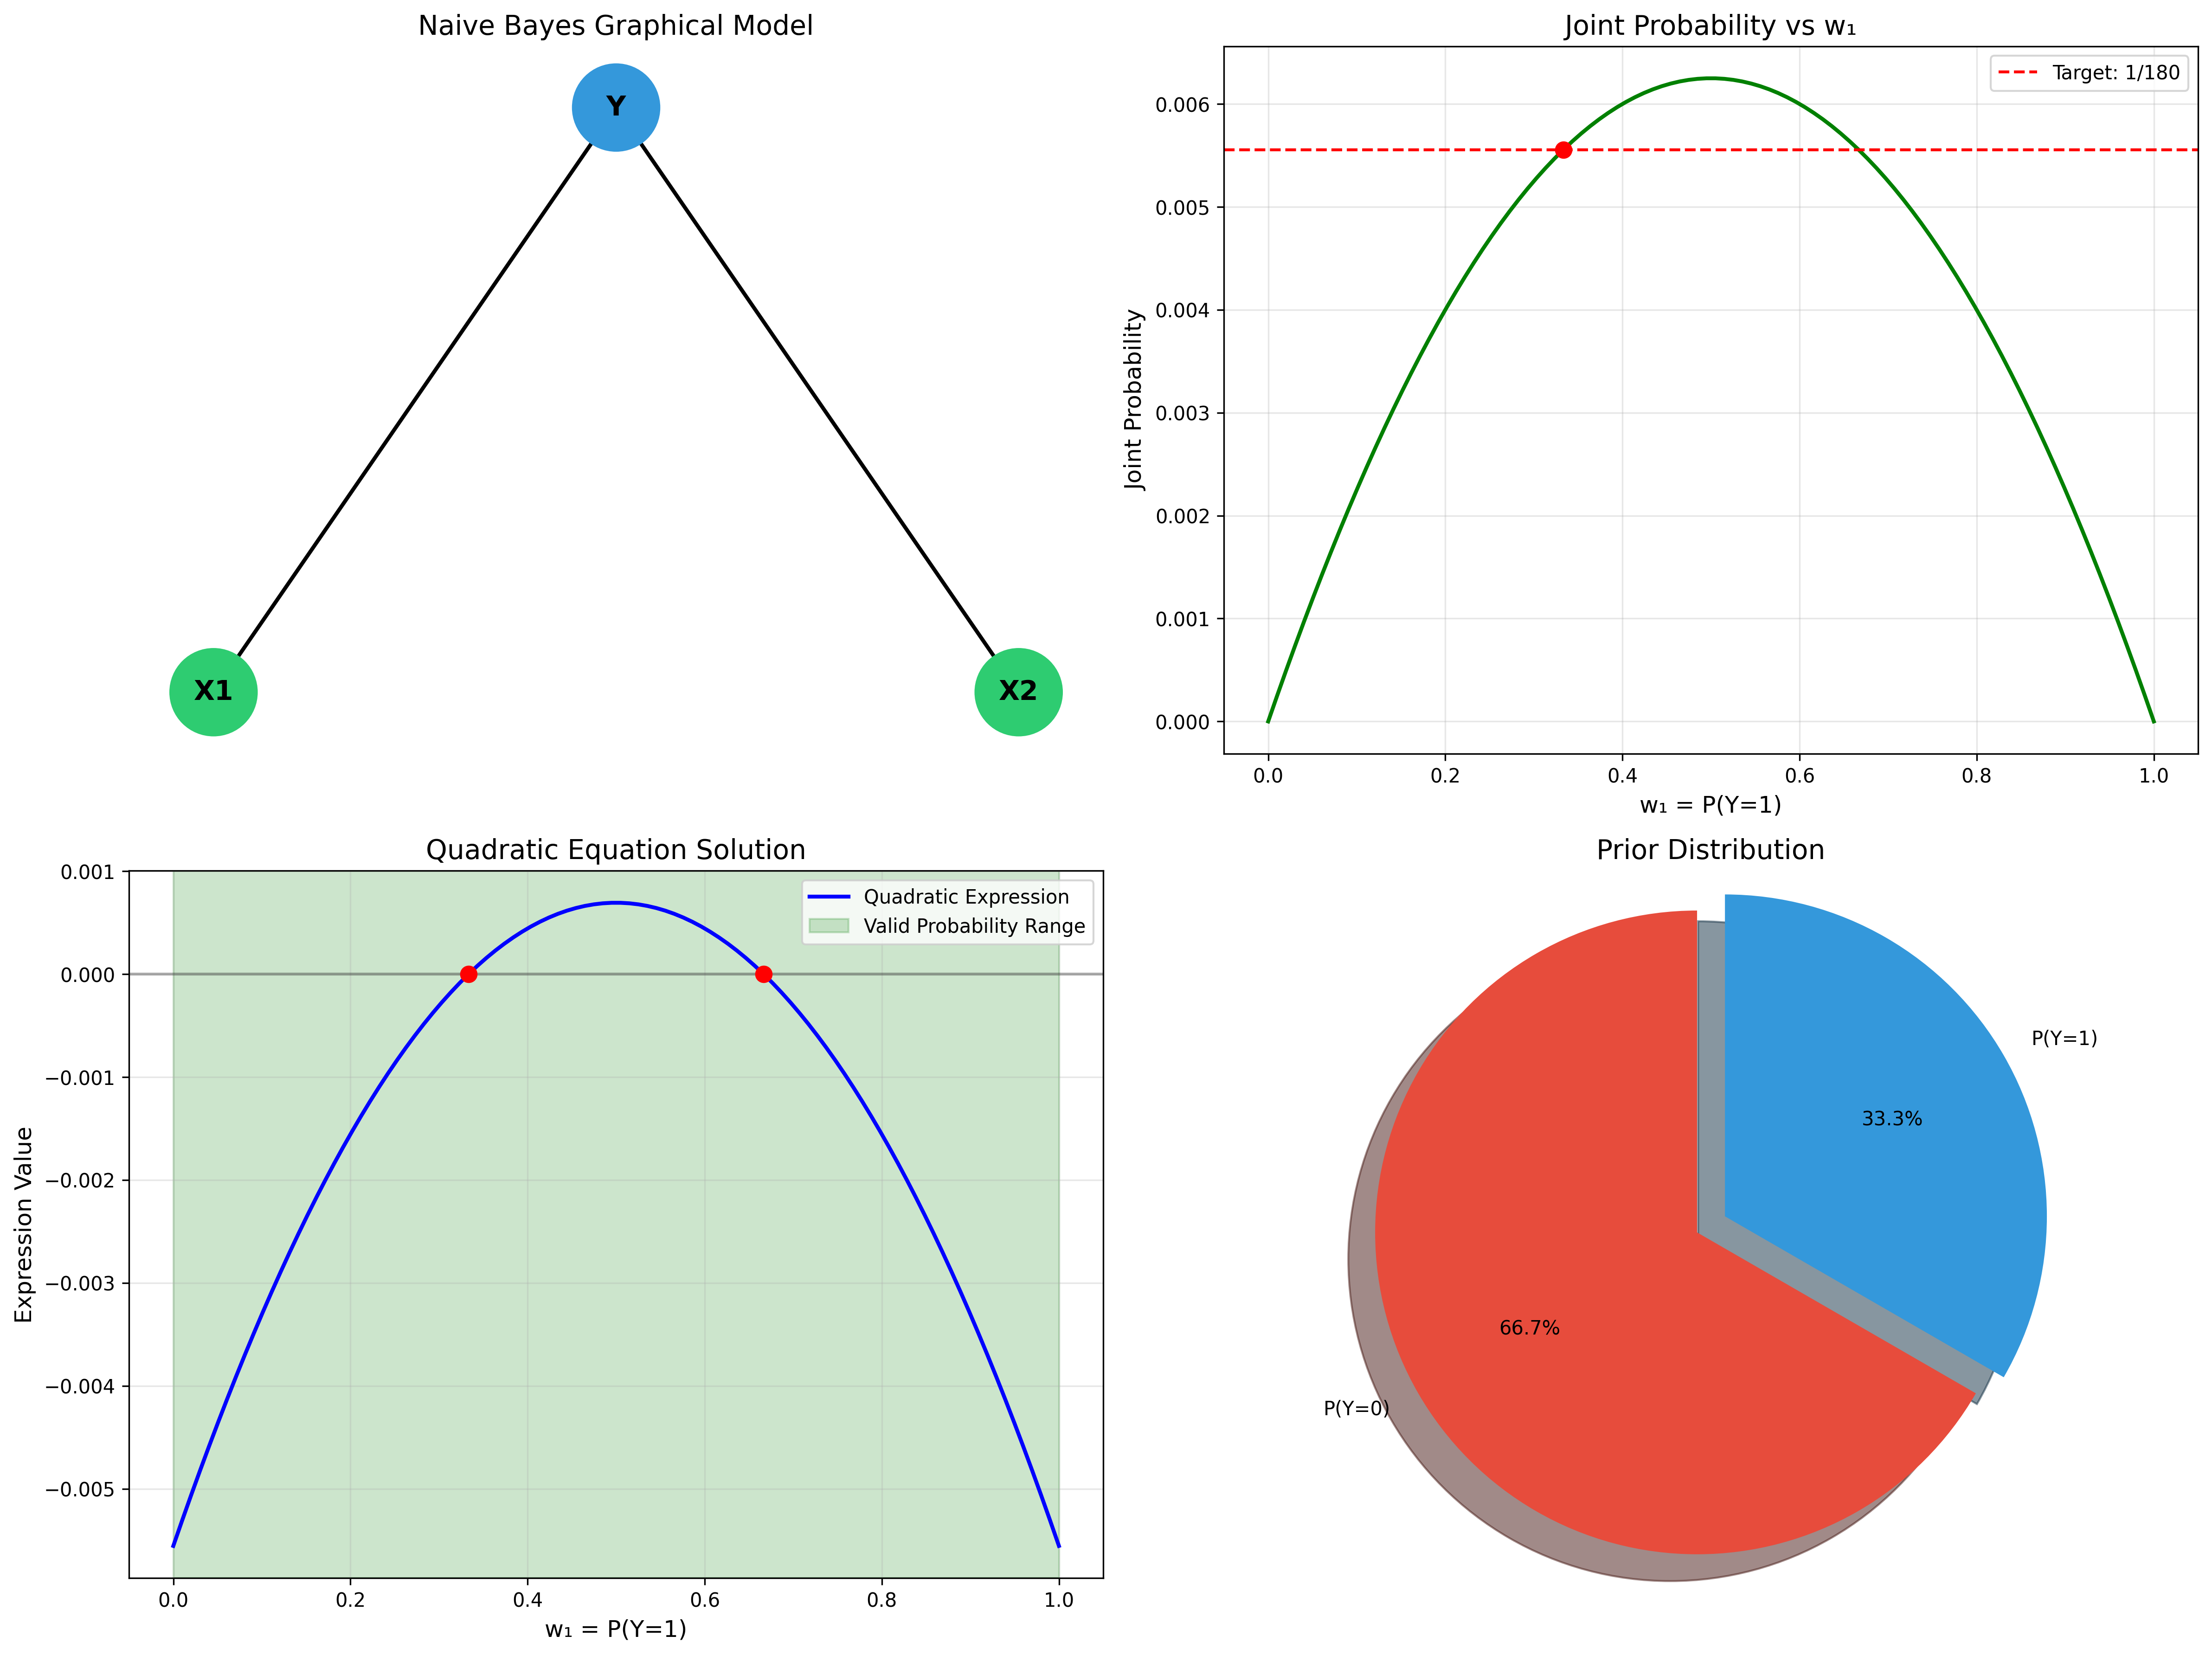 Naive Bayes Graphical Model
Y
X1
X2
Joint Probability vs w₁
Target: 1/180
Joint Probability
0.006
0.005
0.004
0.003
0.002
0.001
0.000
0.0 0.2 0.4 0.6 0.8 1.0
w₁ = P(Y=1)
Quadratic Equation Solution
Quadratic Expression
Valid Probability Range
Expression Value
0.001
0.000
−0.001
−0.002
−0.003
−0.004
−0.005
0.0 0.2 0.4 0.6 0.8 1.0
w₁ = P(Y=1)
Prior Distribution
P(Y=1)
33.3%
66.7%
P(Y=0)